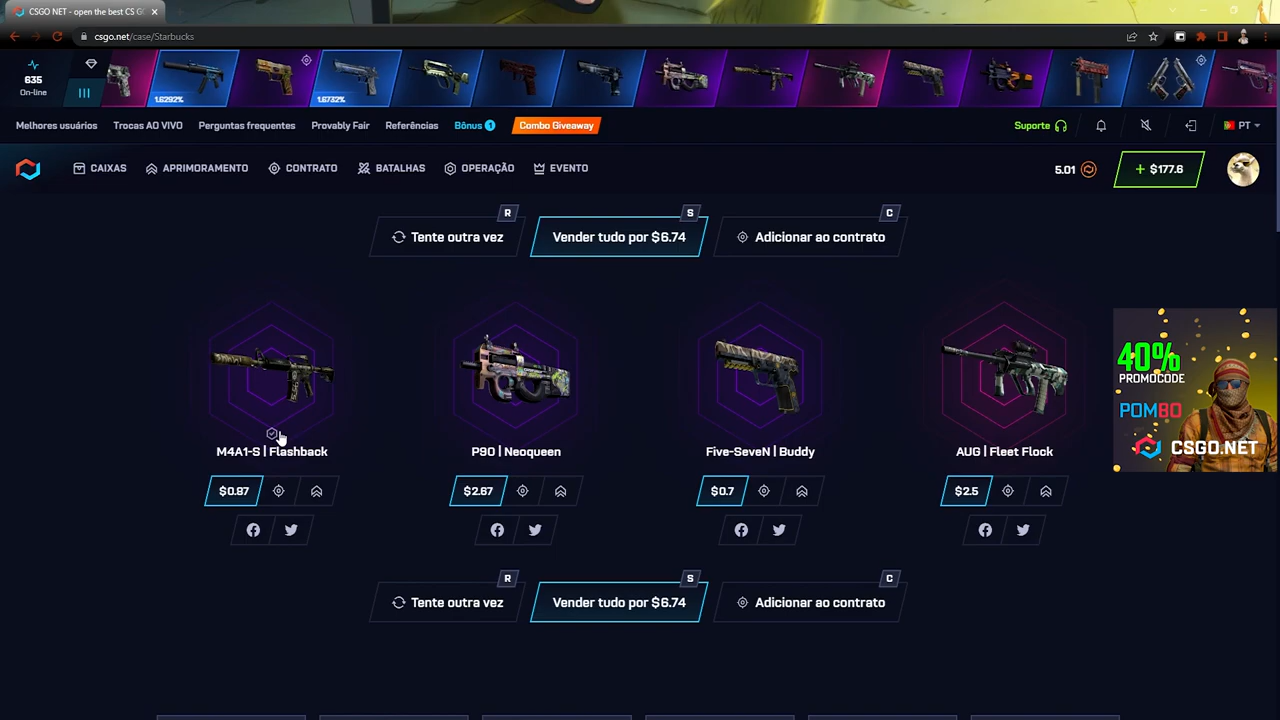 CSGO NET - open the best CS G
csgo.net/case/Starbucks
635
On-line
1.6292%
1.6732%
Melhores usuários
Trocas AO VIVO
Perguntas frequentes
Provably Fair
Referências
Bônus 1
Combo Giveaway
Suporte
PT
CAIXAS
APRIMORAMENTO
CONTRATO
BATALHAS
OPERAÇÃO
EVENTO
5.01
+ $177.6
R
S
C
Tente outra vez
Vender tudo por $6.74
Adicionar ao contrato
M4A1-S | Flashback
P90 | Neoqueen
Five-SeveN | Buddy
AUG | Fleet Flock
$0.87
$2.67
$0.7
$2.5
40%
PROMOCODE
POMBO
CSGO.NET
R
S
C
Tente outra vez
Vender tudo por $6.74
Adicionar ao contrato